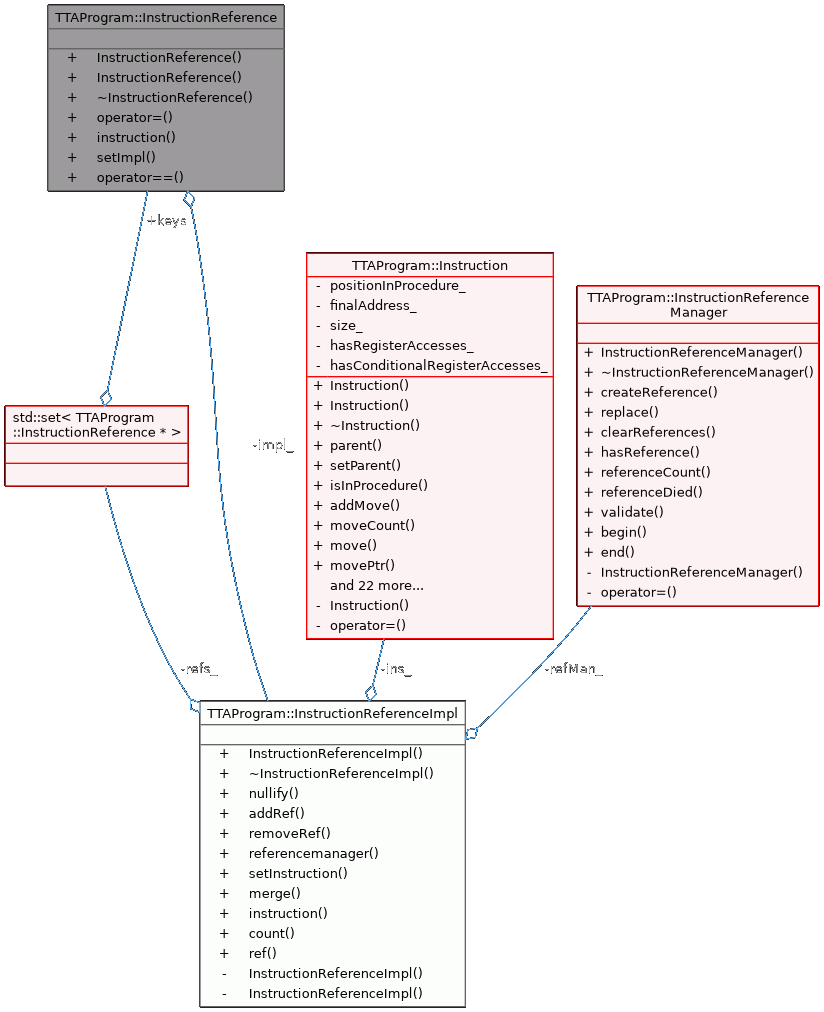 TTAProgram::InstructionReference
+ InstructionReference()
+ InstructionReference()
+ ~InstructionReference()
+ operator=()
+ instruction()
+ setImpl()
+ operator==()
+keys
TTAProgram::Instruction
- positionInProcedure_
- finalAddress_
- size_
- hasRegisterAccesses_
- hasConditionalRegisterAccesses_
+ Instruction()
+ Instruction()
+ ~Instruction()
+ parent()
+ setParent()
+ isInProcedure()
+ addMove()
+ moveCount()
+ move()
+ movePtr()
and 22 more...
- Instruction()
- operator=()
TTAProgram::InstructionReference
Manager
+ InstructionReferenceManager()
+ ~InstructionReferenceManager()
+ createReference()
+ replace()
+ clearReferences()
+ hasReference()
+ referenceCount()
+ referenceDied()
+ validate()
+ begin()
+ end()
- InstructionReferenceManager()
- operator=()
std::set< TTAProgram
::InstructionReference * >
-impl_
-refs_
-ins_
-refMan_
TTAProgram::InstructionReferenceImpl
+ InstructionReferenceImpl()
+ ~InstructionReferenceImpl()
+ nullify()
+ addRef()
+ removeRef()
+ referencemanager()
+ setInstruction()
+ merge()
+ instruction()
+ count()
+ ref()
- InstructionReferenceImpl()
- InstructionReferenceImpl()